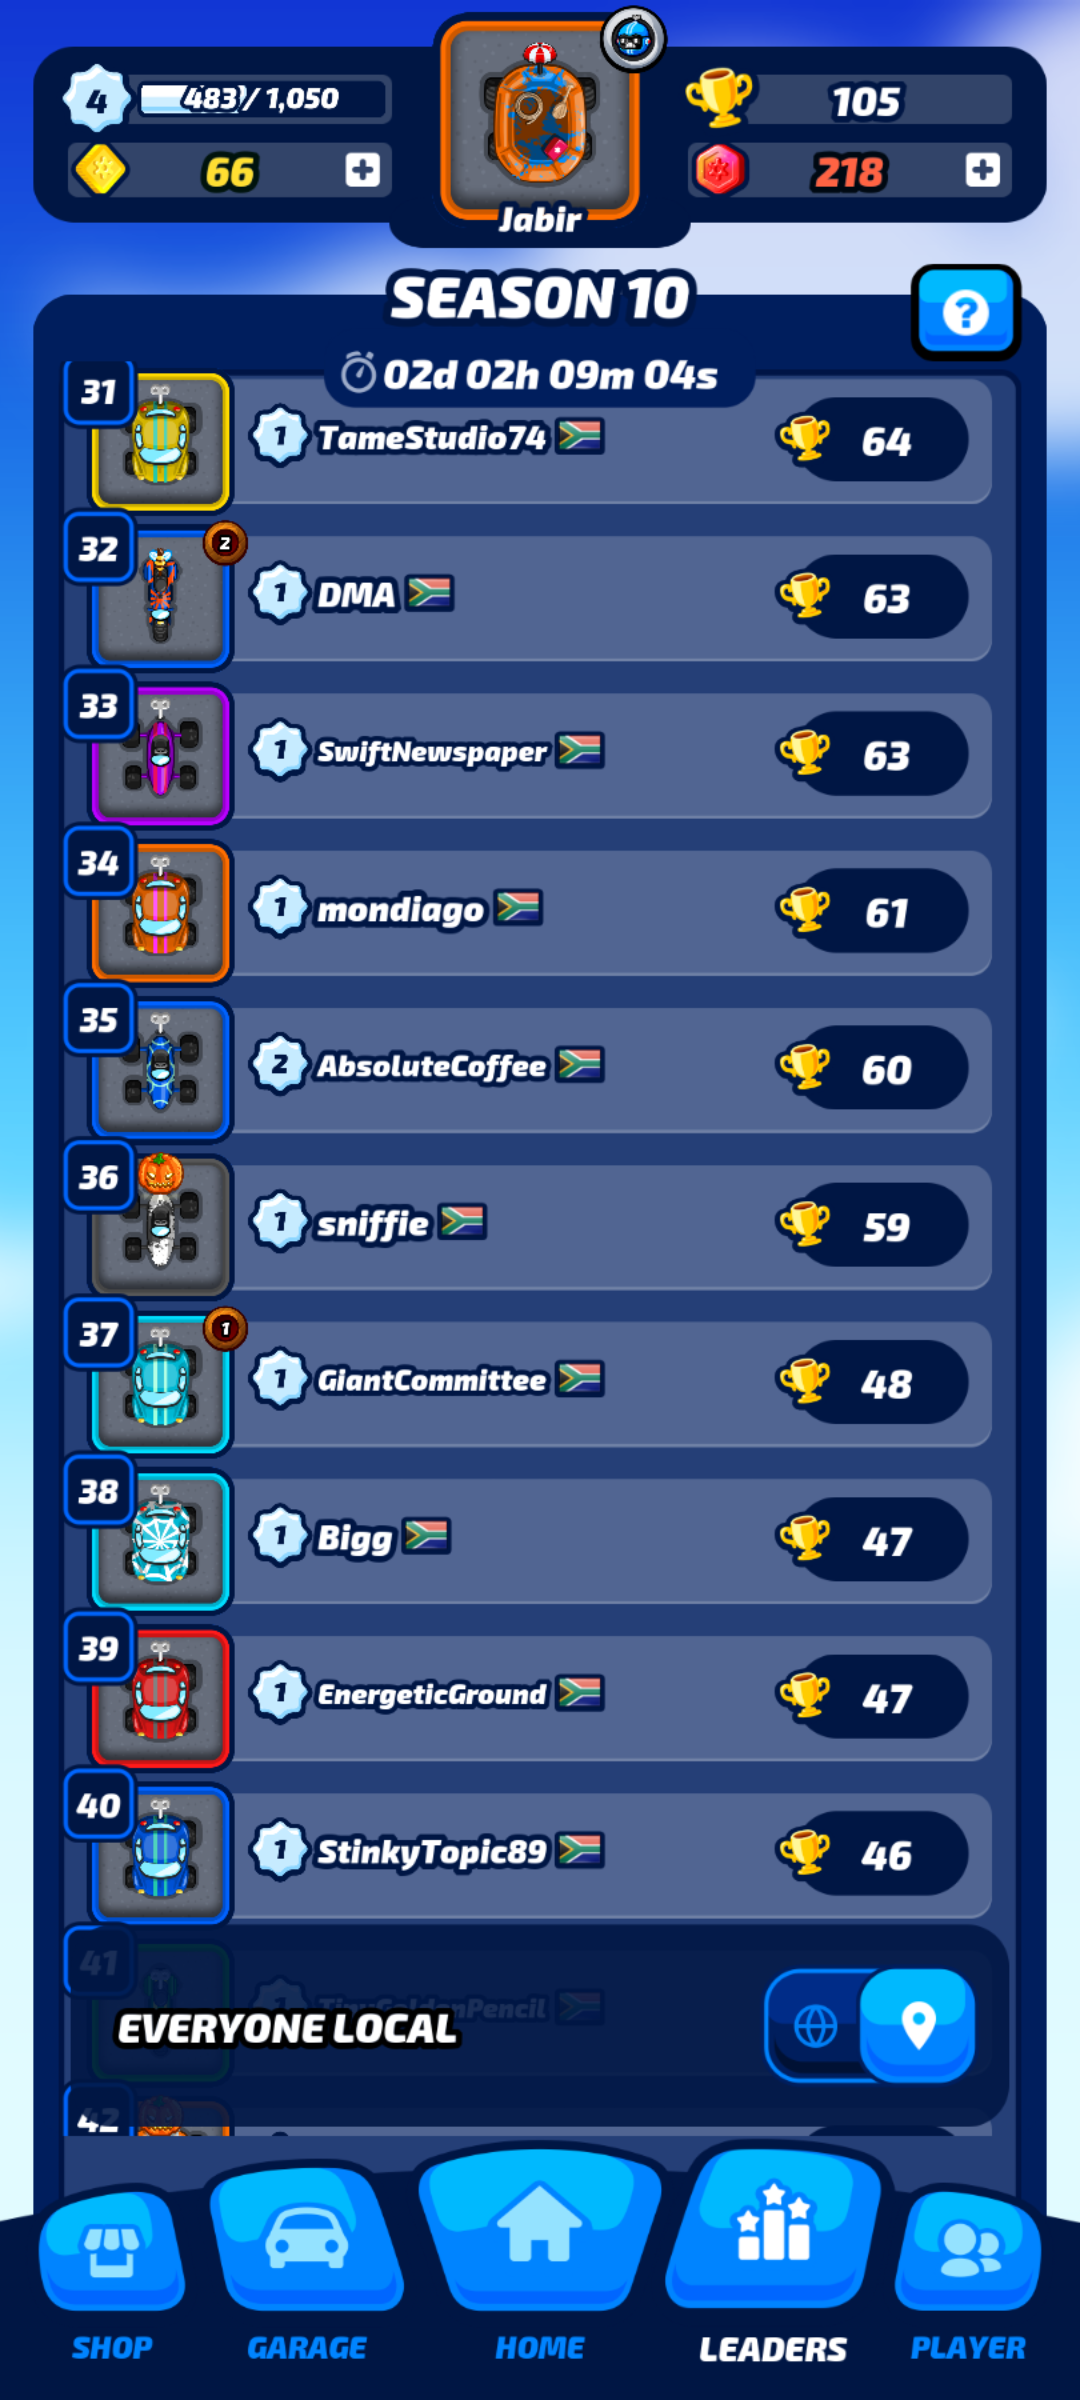 4 483/ 1,050
105
66
218
Jabir
SEASON 10
02d 02h 09m 04s
31 1 TameStudio74 64
32 2 1 DMA 63
33 1 SwiftNewspaper 63
34 1 mondiago 61
35 2 AbsoluteCoffee 60
36 1 sniffie 59
37 1 1 GiantCommittee 48
38 1 Bigg 47
39 1 EnergeticGround 47
40 1 StinkyTopic89 46
41 1 TinyGoldenPencil
EVERYONE LOCAL
42
SHOP GARAGE HOME LEADERS PLAYER